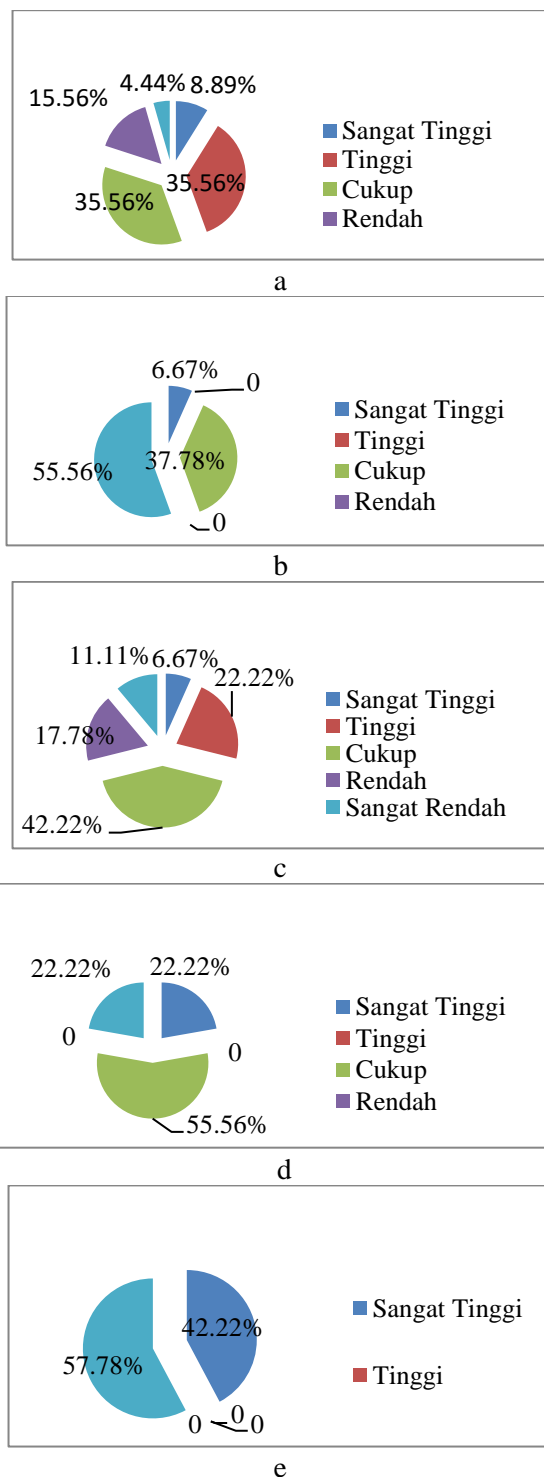 4.44% 8.89%
15.56%
35.56%
35.56%
Sangat Tinggi
Tinggi
Cukup
Rendah
a
6.67%
0
55.56%
37.78%
0
Sangat Tinggi
Tinggi
Cukup
Rendah
b
11.11% 6.67%
22.22%
17.78%
42.22%
Sangat Tinggi
Tinggi
Cukup
Rendah
Sangat Rendah
c
22.22% 22.22%
0
0
55.56%
Sangat Tinggi
Tinggi
Cukup
Rendah
d
42.22%
57.78%
0 0 0
Sangat Tinggi
Tinggi
e